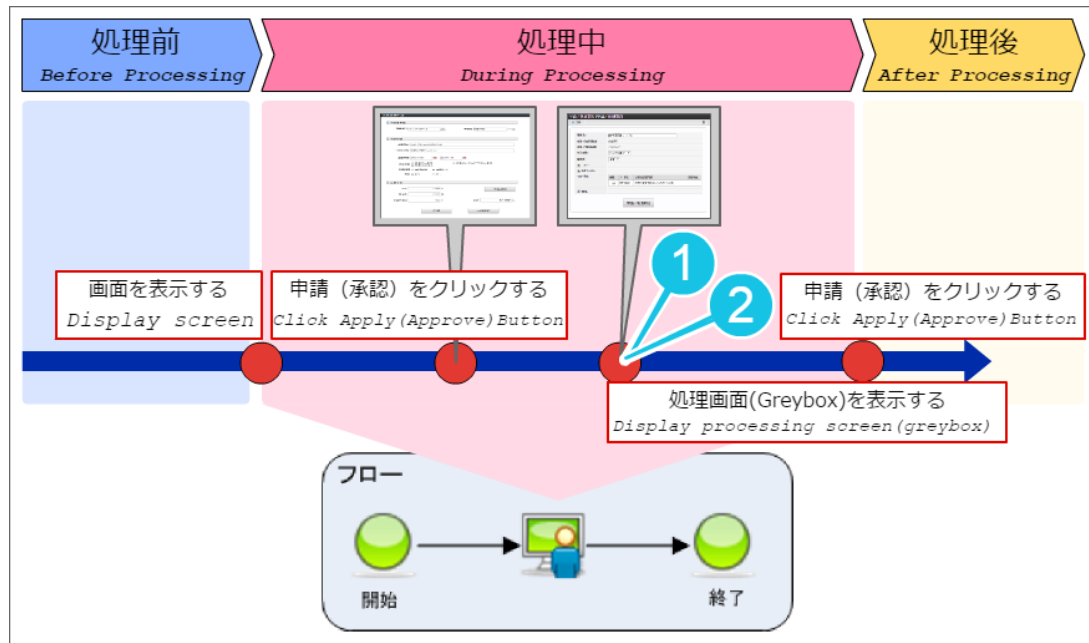 処理前
Before Processing
処理中
During Processing
処理後
After Processing
1
2
画面を表示する
Display screen
申請（承認）をクリックする
Click Apply(Approve)Button
申請（承認）をクリックする
Click Apply(Approve)Button
処理画面(Greybox)を表示する
Display processing screen(greybox)
フロー
開始
終了